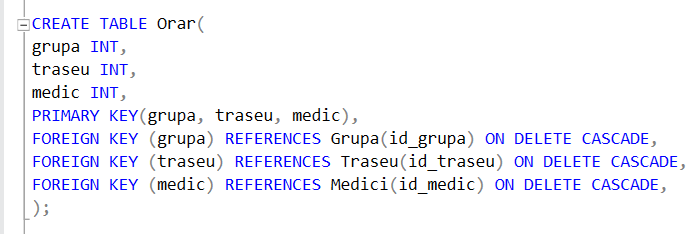 CREATE TABLE Orar(
grupa INT,
traseu INT,
medic INT,
PRIMARY KEY(grupa, traseu, medic),
FOREIGN KEY (grupa) REFERENCES Grupa(id_grupa) ON DELETE CASCADE,
FOREIGN KEY (traseu) REFERENCES Traseu(id_traseu) ON DELETE CASCADE,
FOREIGN KEY (medic) REFERENCES Medici(id_medic) ON DELETE CASCADE,
);